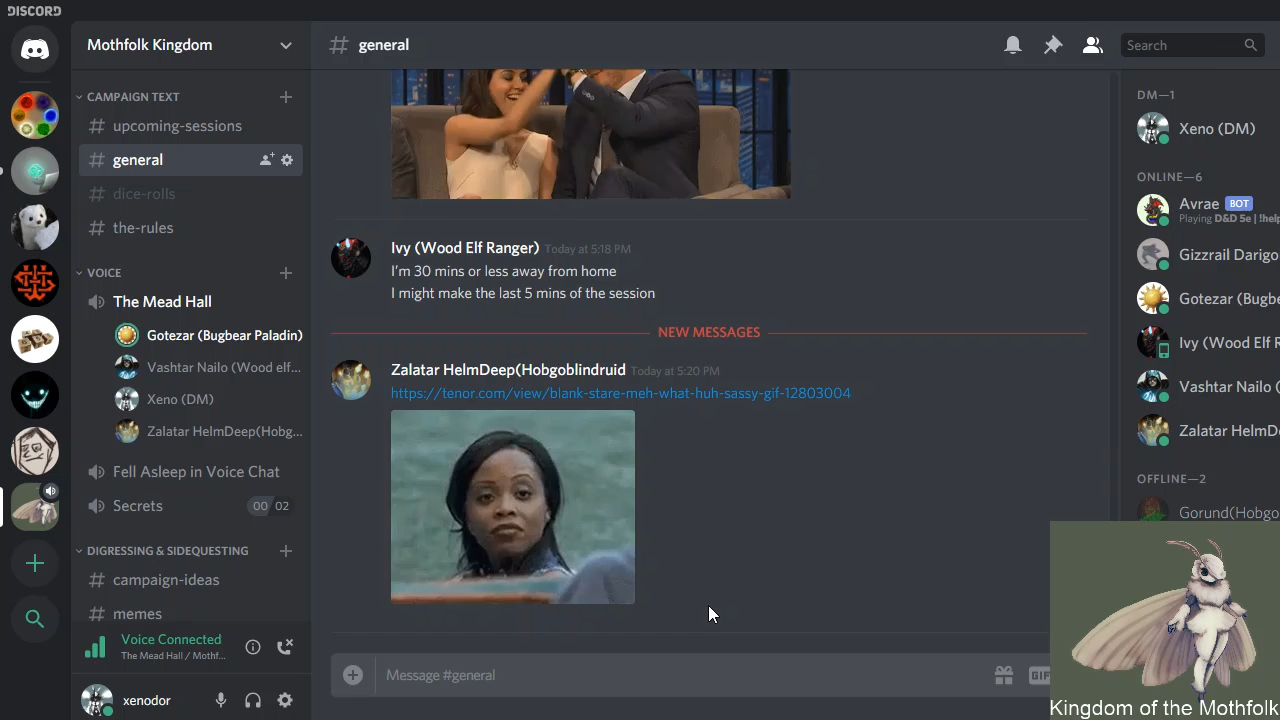 DISCORD
Mothfolk Kingdom
CAMPAIGN TEXT
upcoming-sessions
general
dice-rolls
the-rules
VOICE
The Mead Hall
Gotezar (Bugbear Paladin)
Vashtar Nailo (Wood elf...
Xeno (DM)
Zalatar HelmDeep(Hobg...
Fell Asleep in Voice Chat
Secrets 00 02
DIGRESSING & SIDEQUESTING
campaign-ideas
memes
Voice Connected
The Mead Hall / Mothf...
xenodor
# general
Search
Ivy (Wood Elf Ranger) Today at 5:18 PM
I'm 30 mins or less away from home
I might make the last 5 mins of the session
NEW MESSAGES
Zalatar HelmDeep(Hobgoblindruid Today at 5:20 PM
https://tenor.com/view/blank-stare-meh-what-huh-sassy-gif-12803004
Message #general
GIF
DM—1
Xeno (DM)
ONLINE—6
Avrae BOT
Playing D&D 5e | !help
Gizzrail Darigo
Gotezar (Bugbe
Ivy (Wood Elf R
Vashtar Nailo (
Zalatar HelmD
OFFLINE—2
Gorund(Hobgo
Kingdom of the Mothfolk